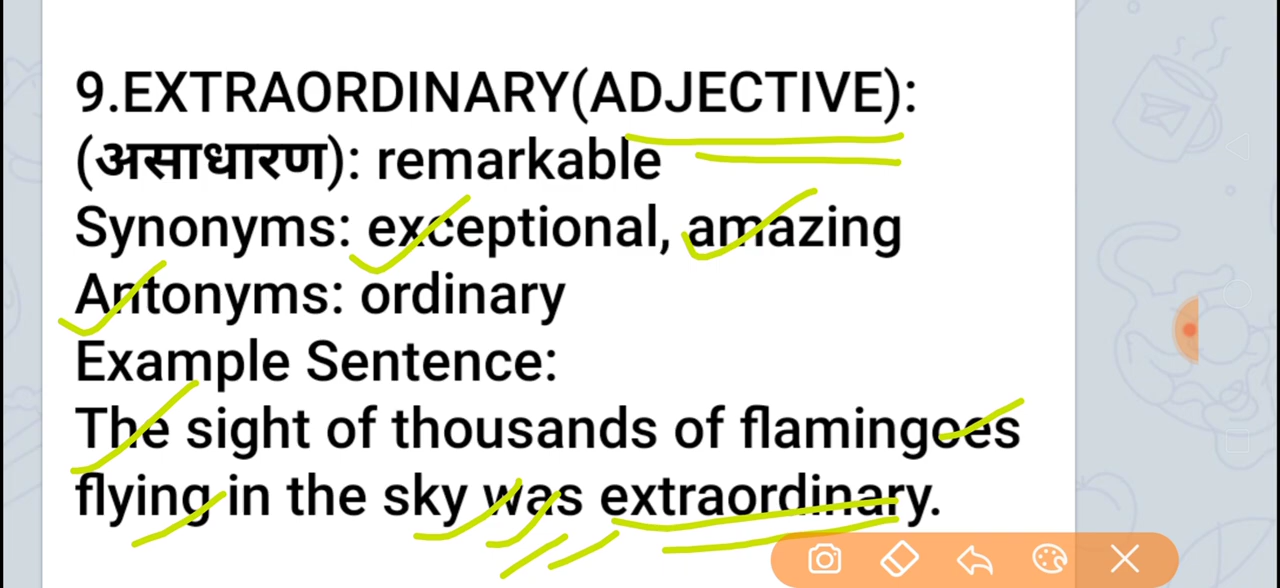 9.EXTRAORDINARY(ADJECTIVE):
(असाधारण): remarkable
Synonyms: exceptional, amazing
Antonyms: ordinary
Example Sentence:
The sight of thousands of flamingoes
flying in the sky was extraordinary.